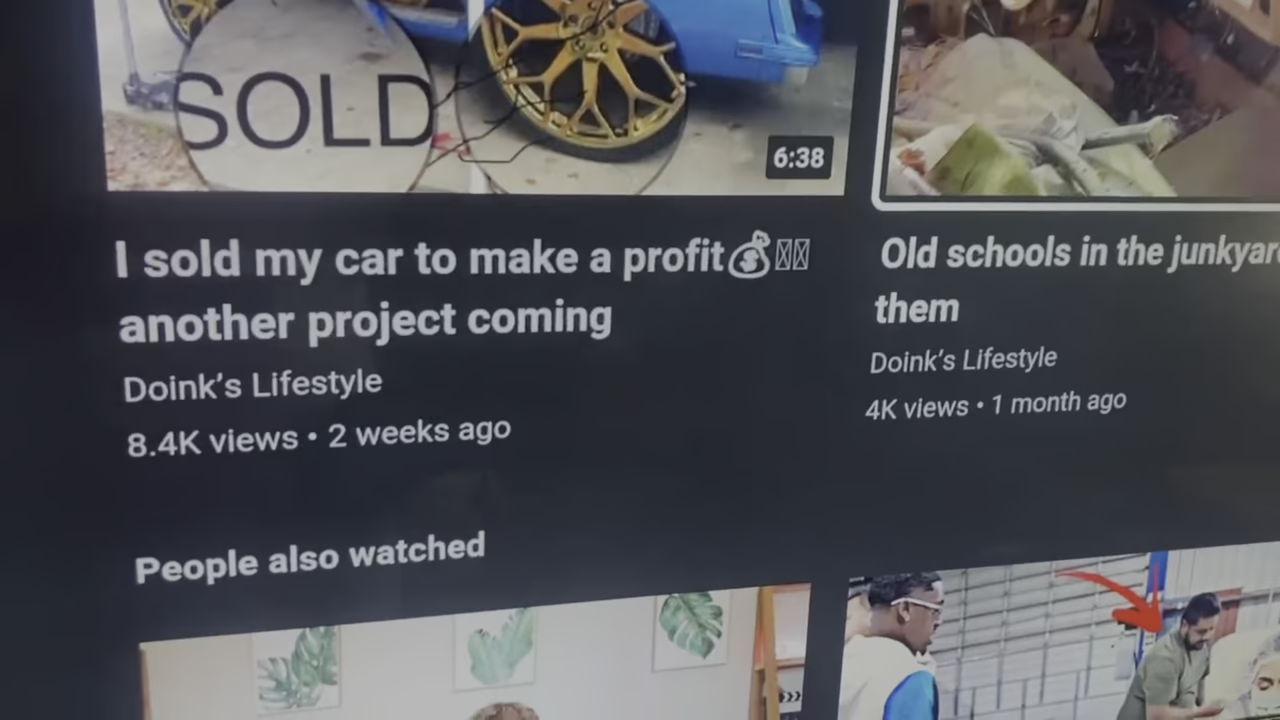 SOLD
6:38
I sold my car to make a profit💰
another project coming
Doink's Lifestyle
8.4K views • 2 weeks ago
Old schools in the
them
Doink's Lifestyle
4K views • 1 month ago
People also watched